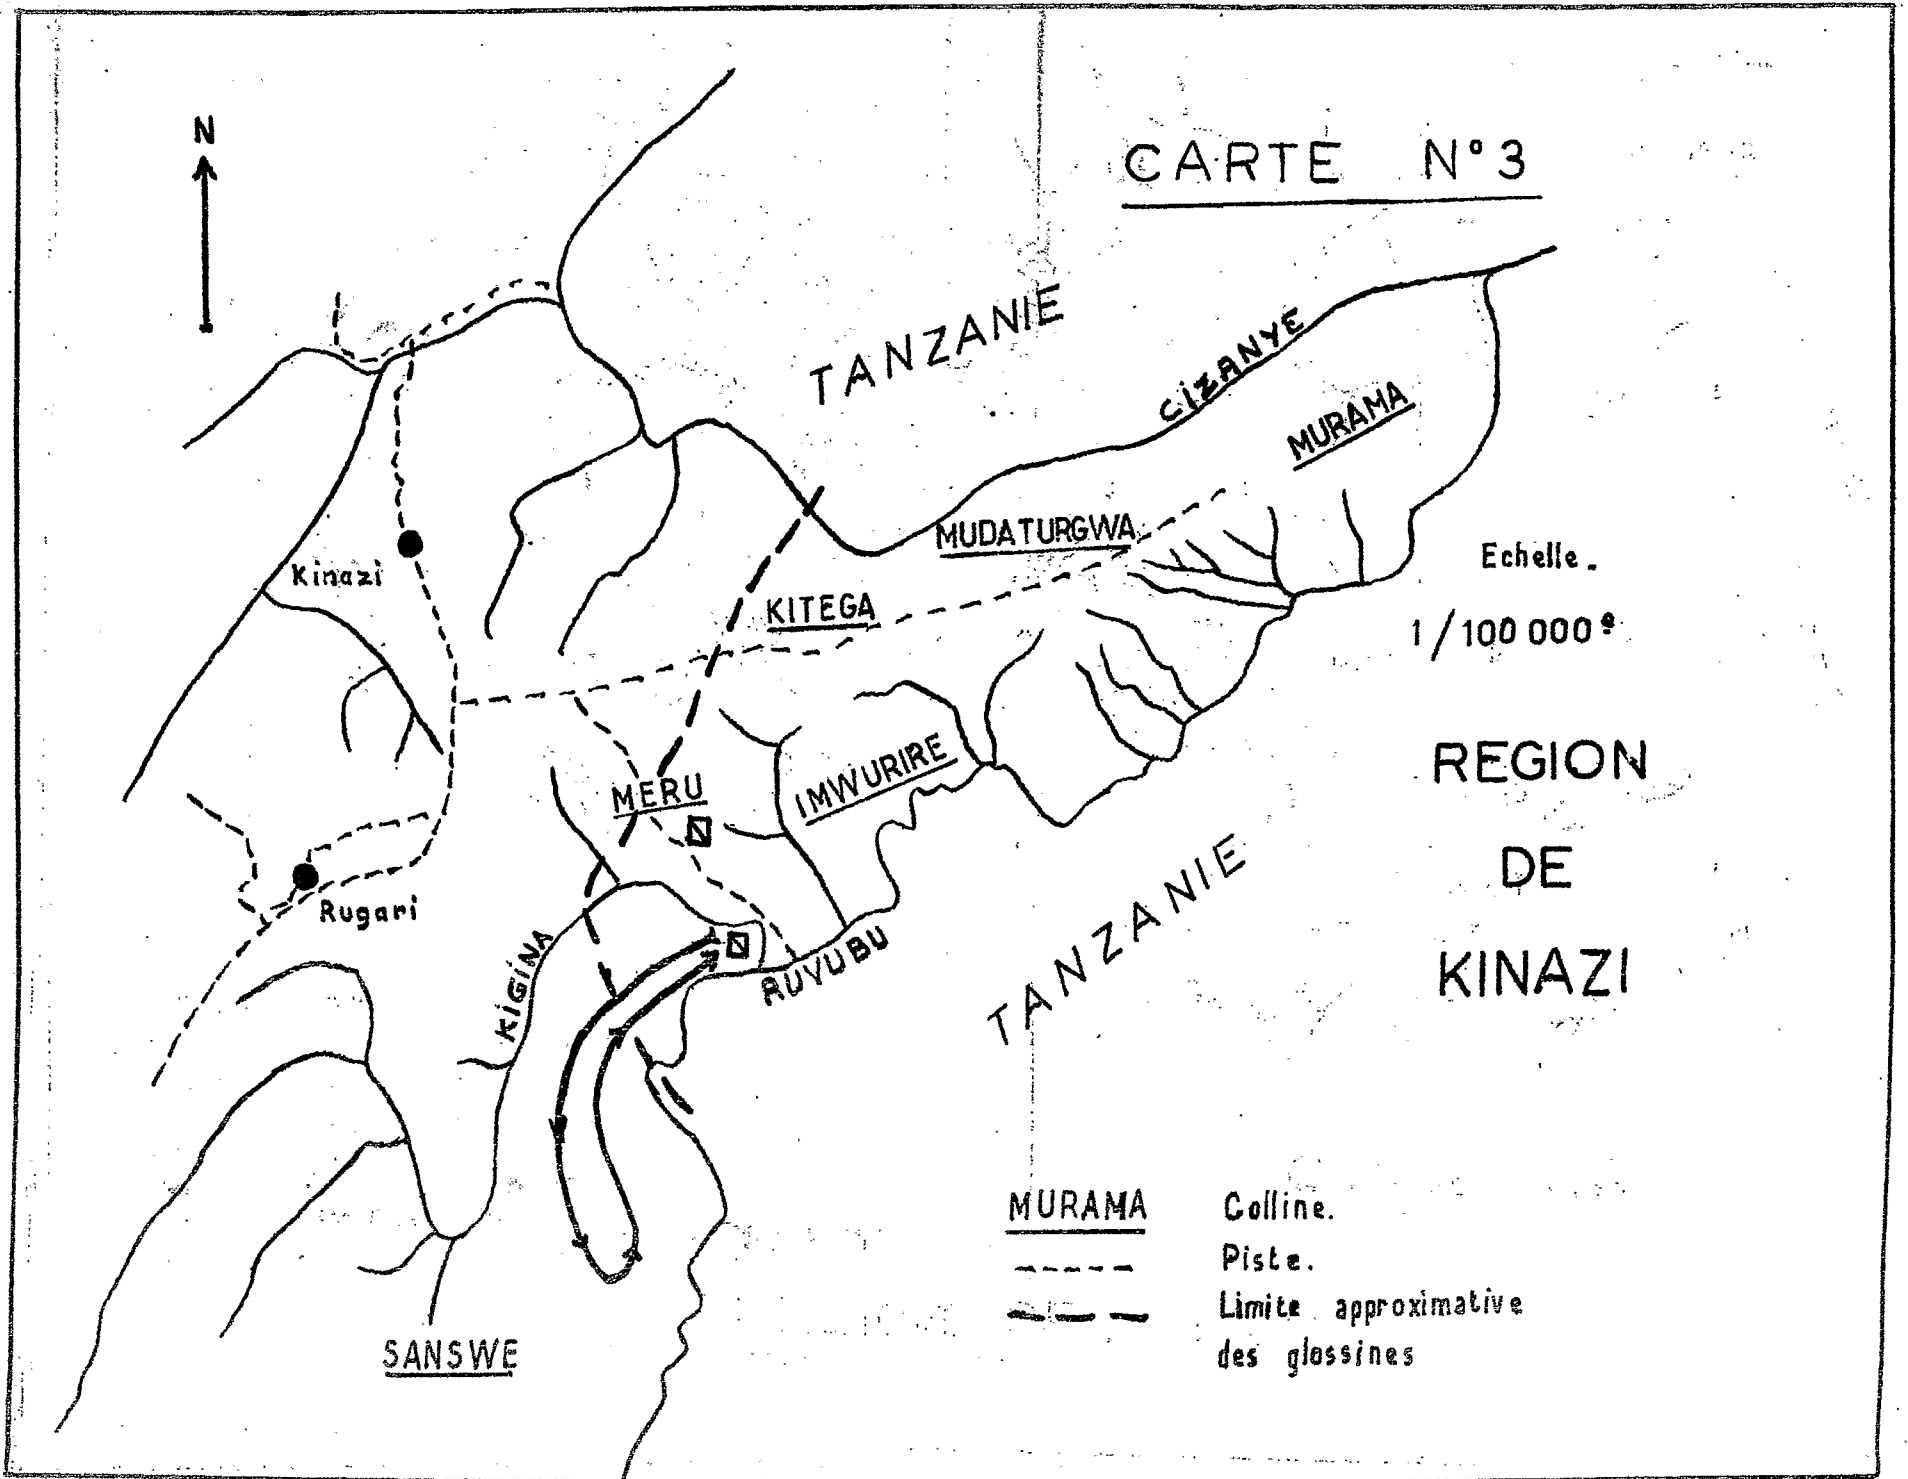 N
CARTE N°3
TANZANIE
CIZANYE
MURAMA
MUDATURGWA
Echelle.
1/100 000e
Kinazi
KITEGA
REGION
DE
KINAZI
MERU
IMWURIRE
TANZANIE
Rugari
KIGINA
RUVUBU
MURAMA Colline.
Piste.
Limite approximative
des glossines
SANSWE